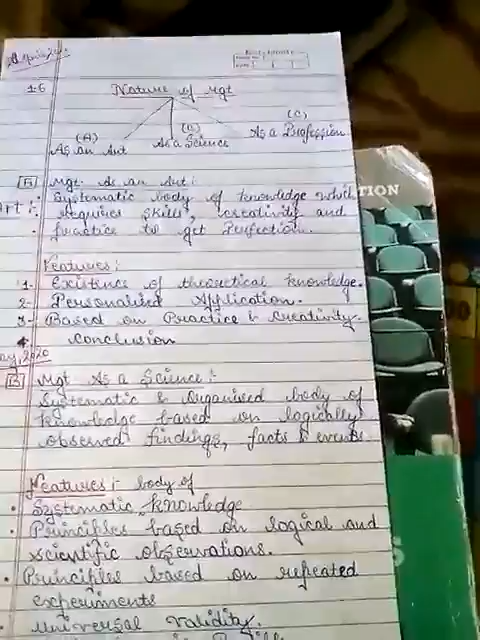 1.6 Nature of Mgt
(A) (B) (C)
As an Art As a Science As a Profession
A Mgt As an Art :
Art : Systematic body of knowledge which
requires skills, creativity and
practice to get Perfection.
Features :
1- Existence of theoretical knowledge.
2- Personalised Application.
3- Based on Practice & Creativity.
4- conclusion
2020
B Mgt As a Science :
Systematic & organised body of
knowledge based on logically
observed findings, facts & events
Features :- body of
• Systematic, knowledge
• Principles based on logical and
scientific observations.
• Principles based on repeated
experiments
• Universal validity.
TION